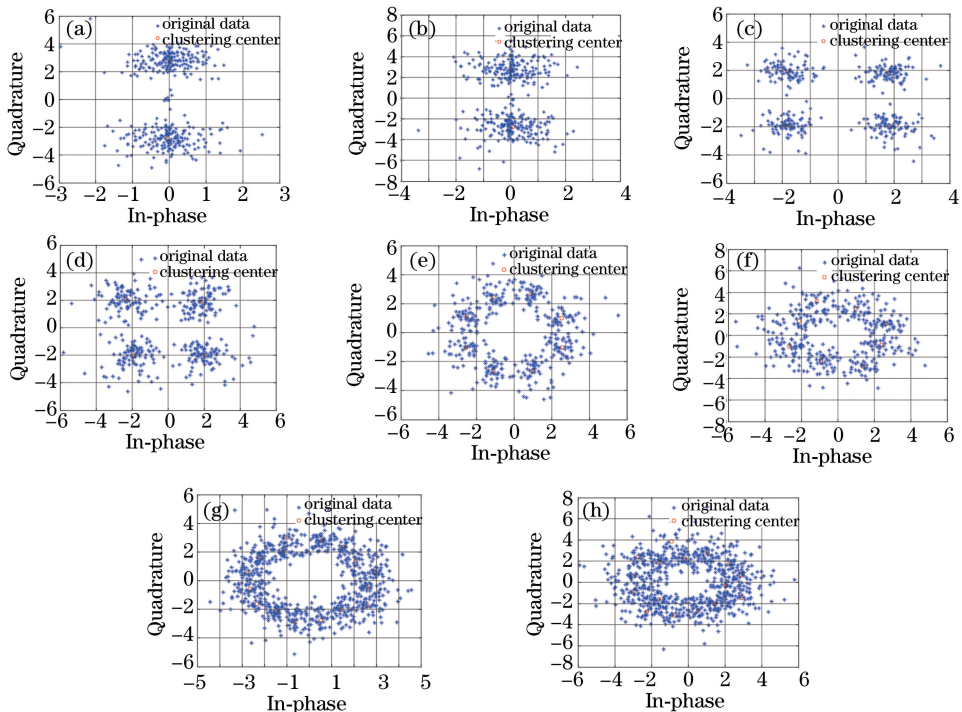 (a)
original data
clustering center
6
4
2
0
−2
−4
−6
−3 −2 −1 0 1 2 3
Quadrature
In-phase
(b)
original data
clustering center
8
6
4
2
0
−2
−4
−6
8
−4 −2 0 2 4
Quadrature
In-phase
(c)
original data
clustering center
6
4
2
0
−2
−4
−6
−4 −2 0 2 4
Quadrature
In-phase
(d)
original data
clustering center
6
4
2
0
−2
−4
−6
−6 −4 −2 0 2 4 6
Quadrature
In-phase
(e)
original data
clustering center
6
4
2
0
−2
−4
−6
−6 −4 −2 0 2 4 6
Quadrature
In-phase
(f)
original data
clustering center
8
6
4
2
0
−2
−4
−6
−8
−6 −4 −2 0 2 4 6
Quadrature
In-phase
(g)
original data
clustering center
6
4
2
0
−2
−4
−6
−5 −3 −1 1 3 5
Quadrature
In-phase
(h)
original data
clustering center
8
6
4
2
0
−2
−4
−6
−8
−6 −4 −2 0 2 4 6
Quadrature
In-phase